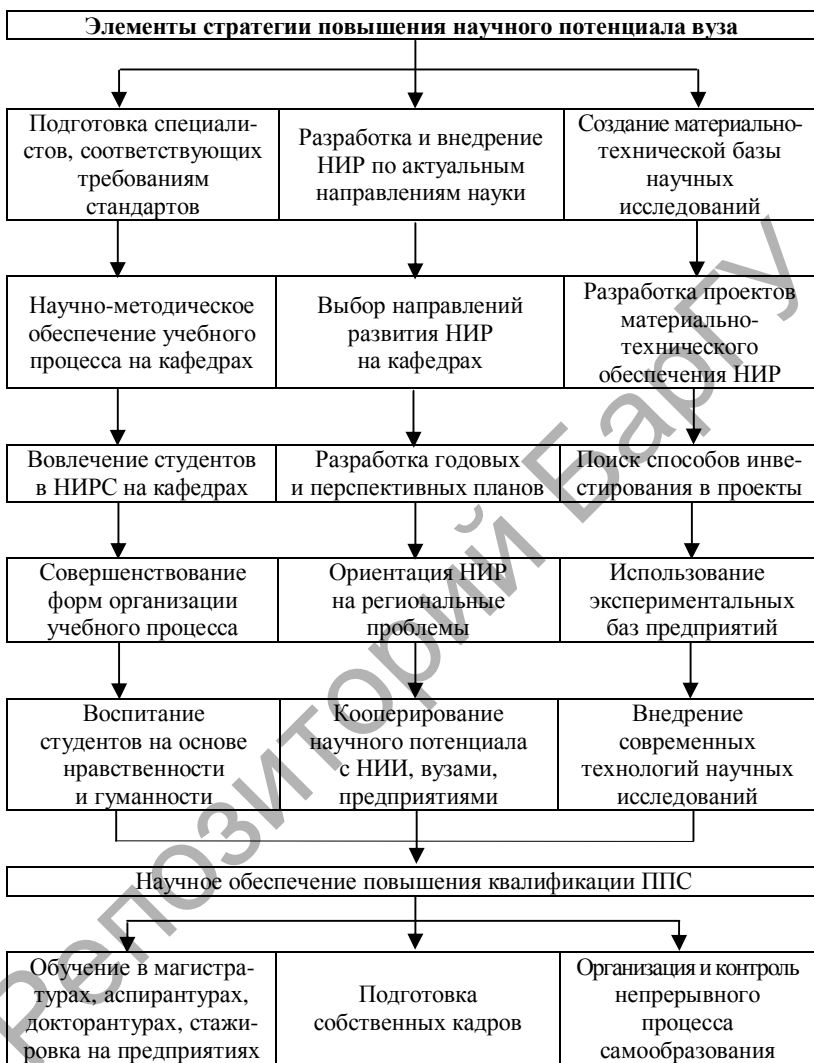 Элементы стратегии повышения научного потенциала вуза
Подготовка специали-
стов, соответствующих
требованиям
стандартов
Разработка и внедрение
НИР по актуальным
направлениям науки
Создание материально-
технической базы
научных
исследований
Научно-методическое
обеспечение учебного
процесса на кафедрах
Выбор направлений
развития НИР
на кафедрах
Разработка проектов
материально-
технического
обеспечения НИР
Вовлечение студентов
в НИРС на кафедрах
Разработка годовых
и перспективных планов
Поиск способов инве-
стирования в проекты
Совершенствование
форм организации
учебного процесса
Ориентация НИР
на региональные
проблемы
Использование
экспериментальных
баз предприятий
Воспитание
студентов на основе
нравственности
и гуманности
Кооперирование
научного потенциала
с НИИ, вузами,
предприятиями
Внедрение
современных
технологий научных
исследований
Научное обеспечение повышения квалификации ППС
Обучение в магистра-
турах, аспирантурах,
докторантурах, стажи-
ровка на предприятиях
Подготовка
собственных кадров
Организация и контроль
непрерывного
процесса
самообразования
Репозиторий БарГУ